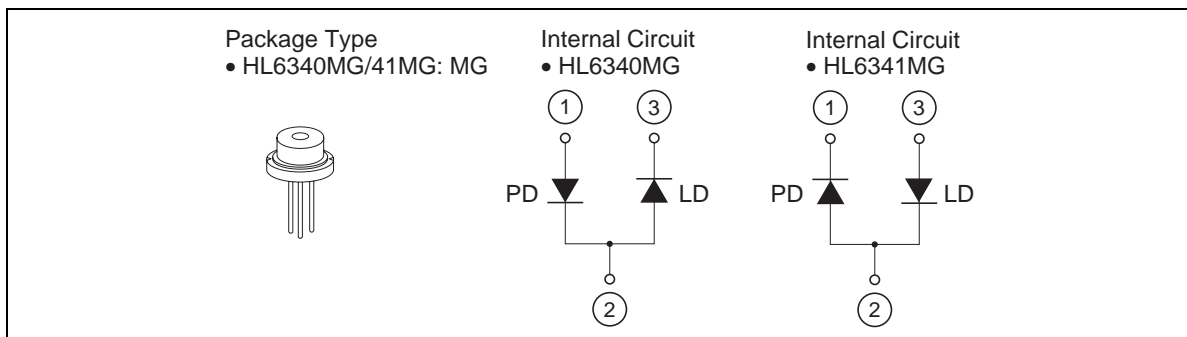 Package Type
• HL6340MG/41MG: MG
Internal Circuit
• HL6340MG
1
3
PD
LD
2
Internal Circuit
• HL6341MG
1
3
PD
LD
2